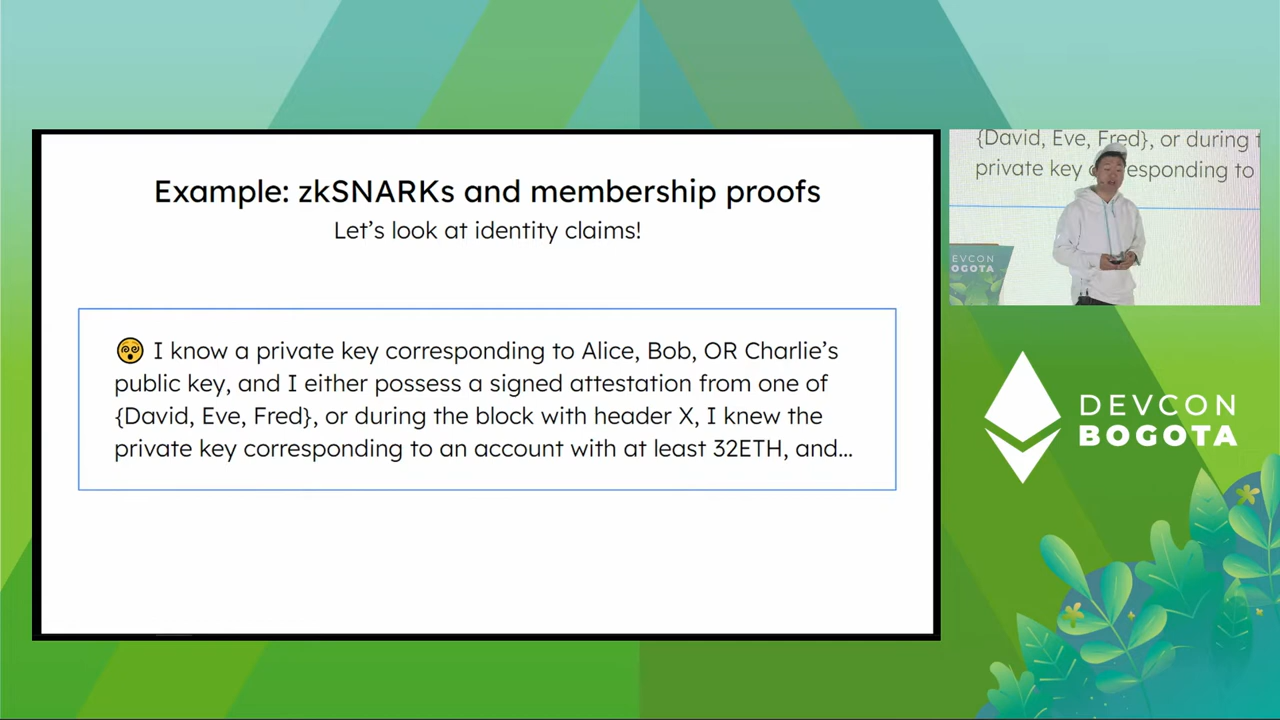 Example: zkSNARKs and membership proofs
Let's look at identity claims!
I know a private key corresponding to Alice, Bob, OR Charlie's
public key, and I either possess a signed attestation from one of
{David, Eve, Fred}, or during the block with header X, I knew the
private key corresponding to an account with at least 32ETH, and...
{David, Eve, Fred}, or during t
private key c esponding to
EVCON
OGOTA
DEVCON
BOGOTA